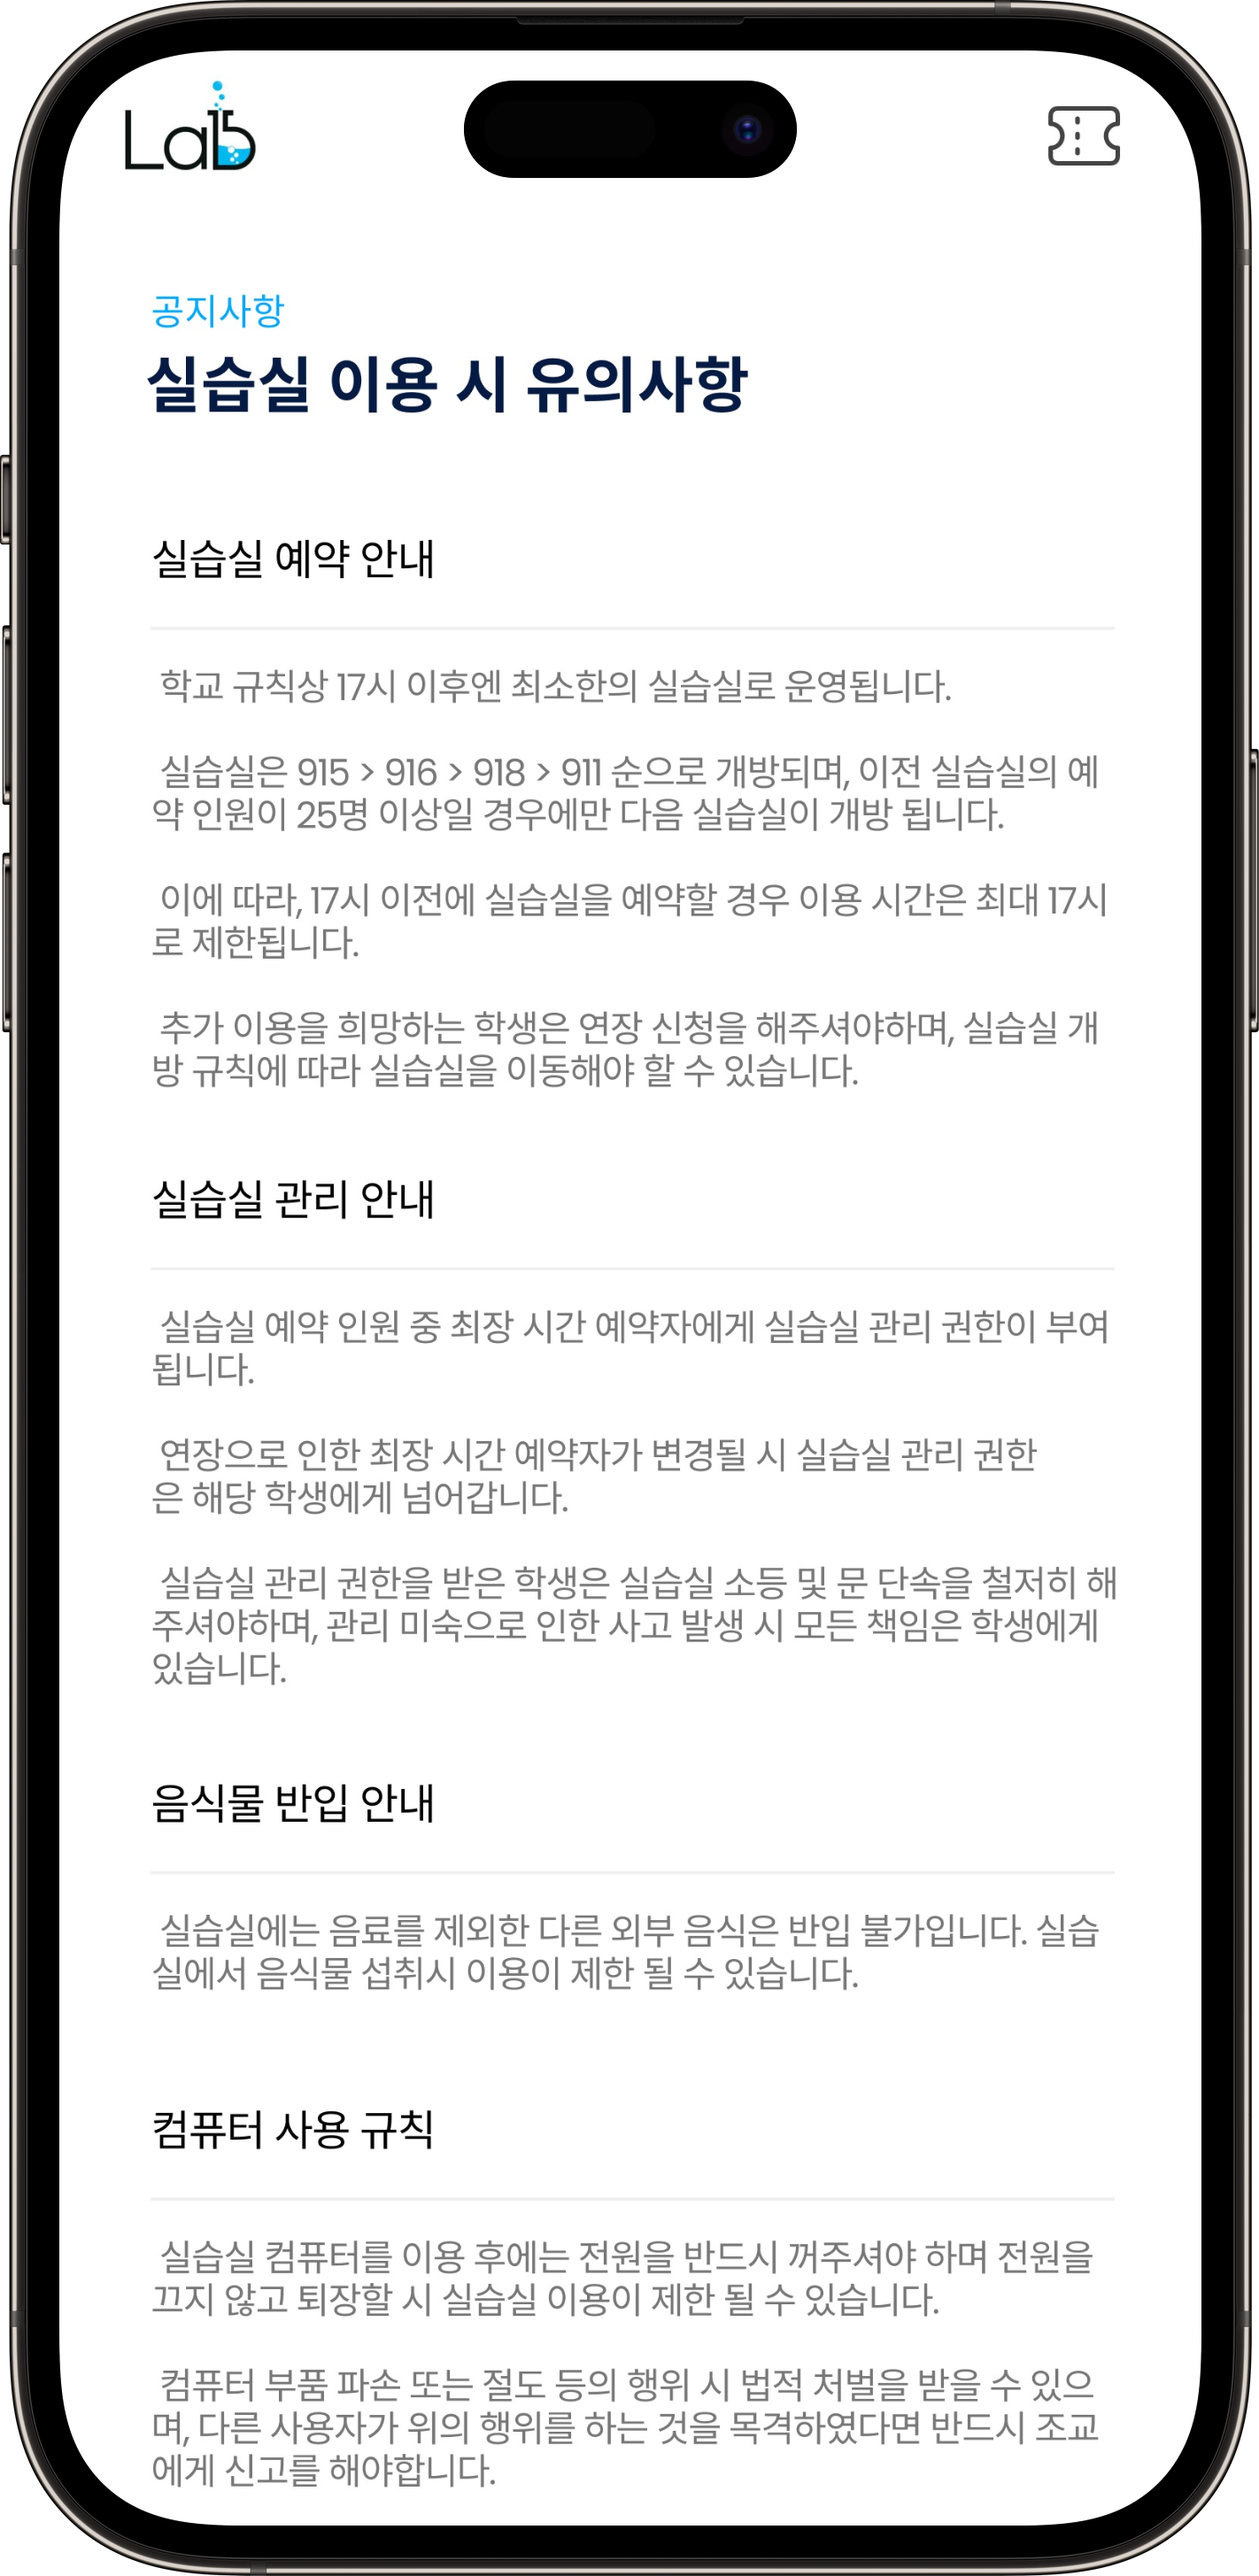 Lab
공지사항
실습실 이용 시 유의사항
실습실 예약 안내
학교 규칙상 17시 이후엔 최소한의 실습실로 운영됩니다.
실습실은 915 > 916 > 918 > 911 순으로 개방되며, 이전 실습실의 예
약 인원이 25명 이상일 경우에만 다음 실습실이 개방 됩니다.
이에 따라, 17시 이전에 실습실을 예약할 경우 이용 시간은 최대 17시
로 제한됩니다.
추가 이용을 희망하는 학생은 연장 신청을 해주셔야하며, 실습실 개
방 규칙에 따라 실습실을 이동해야 할 수 있습니다.
실습실 관리 안내
실습실 예약 인원 중 최장 시간 예약자에게 실습실 관리 권한이 부여
됩니다.
연장으로 인한 최장 시간 예약자가 변경될 시 실습실 관리 권한
은 해당 학생에게 넘어갑니다.
실습실 관리 권한을 받은 학생은 실습실 소등 및 문 단속을 철저히 해
주셔야하며, 관리 미숙으로 인한 사고 발생 시 모든 책임은 학생에게
있습니다.
음식물 반입 안내
실습실에는 음료를 제외한 다른 외부 음식은 반입 불가입니다. 실습
실에서 음식물 섭취시 이용이 제한 될 수 있습니다.
컴퓨터 사용 규칙
실습실 컴퓨터를 이용 후에는 전원을 반드시 꺼주셔야 하며 전원을
끄지 않고 퇴장할 시 실습실 이용이 제한 될 수 있습니다.
컴퓨터 부품 파손 또는 절도 등의 행위 시 법적 처벌을 받을 수 있으
며, 다른 사용자가 위의 행위를 하는 것을 목격하였다면 반드시 조교
에게 신고를 해야합니다.